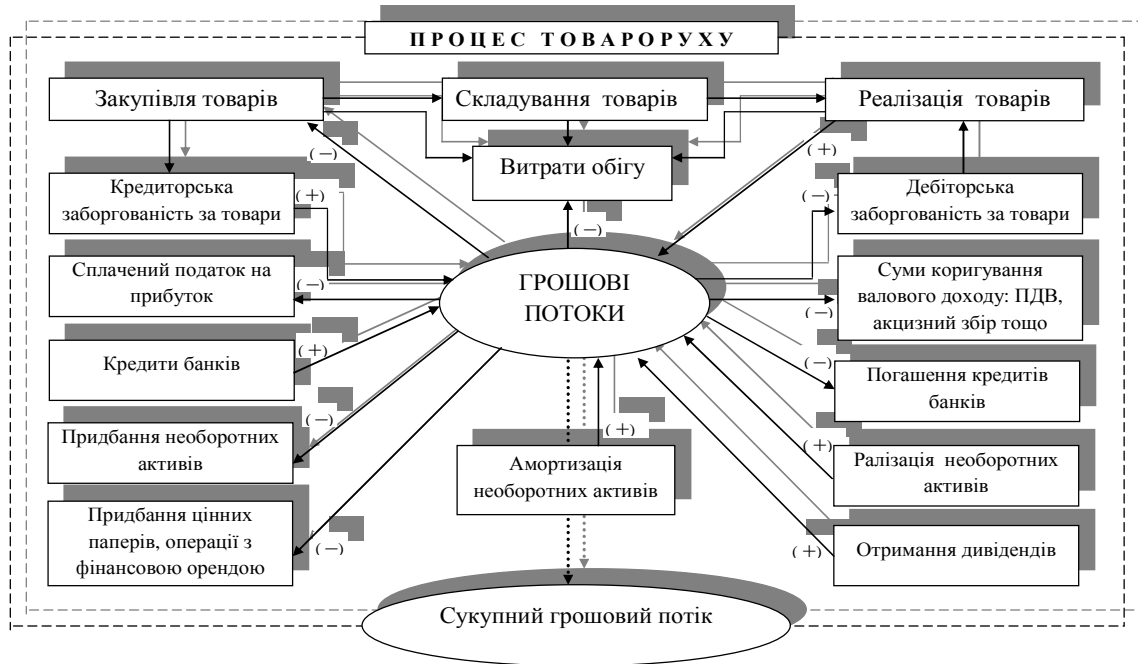 ПРОЦЕС ТОВАРОРУХУ
Закупівля товарів
Складування товарів
Реалізація товарів
(−)
(+)
Витрати обігу
Кредиторська
заборгованість за товари
(+)
(−)
Дебіторська
заборгованість за товари
(−)
Сплачений податок на
прибуток
(−)
ГРОШОВІ
ПОТОКИ
Суми коригування
валового доходу: ПДВ,
акцизний збір тощо
(−)
Кредити банків
(+)
(−)
Погашення кредитів
банків
Придбання необоротних
активів
(−)
(+)
Амортизація
необоротних активів
(+)
Ралізація необоротних
активів
Придбання цінних
паперів, операції з
фінансовою орендою
(−)
(+)
Отримання дивідендів
Сукупний грошовий потік